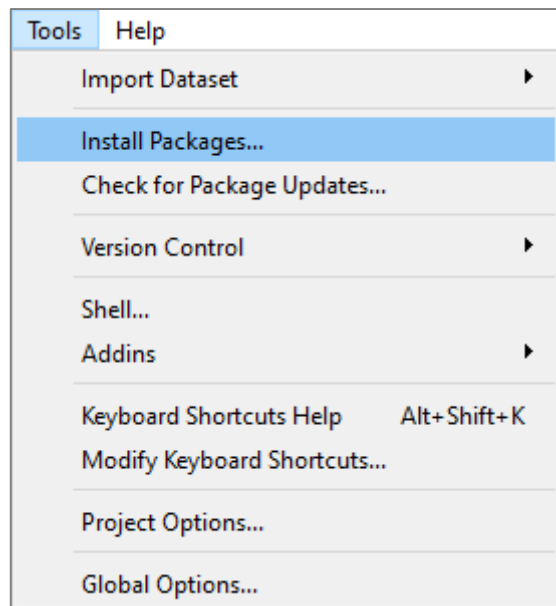 Tools Help
Import Dataset
Install Packages...
Check for Package Updates...
Version Control
Shell...
Addins
Keyboard Shortcuts Help Alt+Shift+K
Modify Keyboard Shortcuts...
Project Options...
Global Options...